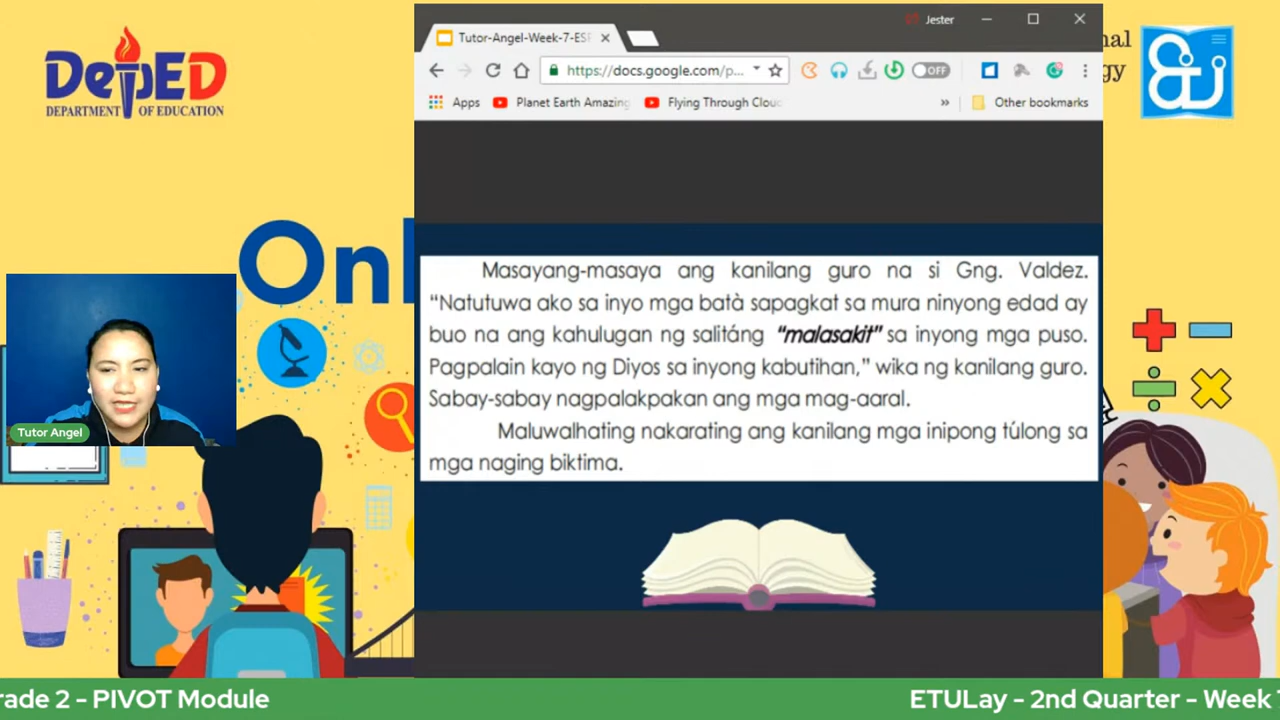 DepED
DEPARTMENT OF EDUCATION
Jester
nal
gy
Tutor-Angel-Week-7-ESP
https://docs.google.com/p...
OFF
Apps
Planet Earth Amazing
Flying Through Clou
»
Other bookmarks
Onl
Masayang-masaya ang kanilang guro na si Gng. Valdez.
“Natutuwa ako sa inyo mga batà sapagkat sa mura ninyong edad ay
buo na ang kahulugan ng salitáng “malasakit” sa inyong mga puso.
Pagpalain kayo ng Diyos sa inyong kabutihan,” wika ng kanilang guro.
Sabay-sabay nagpalakpakan ang mga mag-aaral.
Maluwalhating nakarating ang kanilang mga inipong túlong sa
mga naging biktima.
Tutor Angel
rade 2 - PIVOT Module
ETULay - 2nd Quarter - Week 7